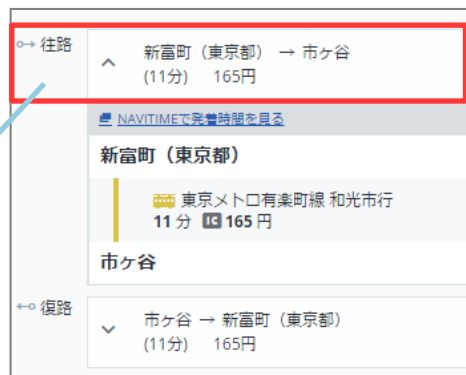 往路
新富町（東京都） → 市ケ谷
(11分) 165円
NAVITIMEで発着時間を見る
新富町（東京都）
東京メトロ有楽町線 和光市行
11 分 IC 165 円
市ケ谷
復路
市ケ谷 → 新富町（東京都）
(11分) 165円